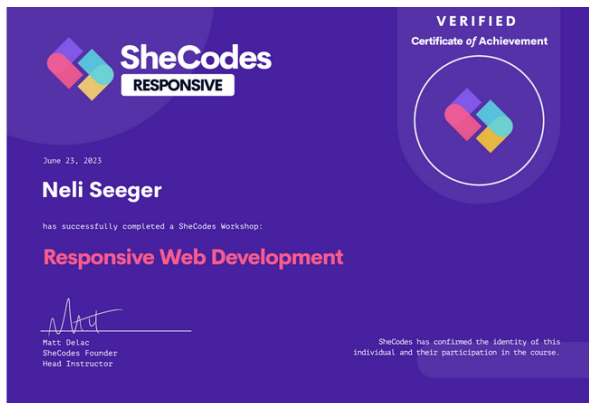 SheCodes
RESPONSIVE
VERIFIED
Certificate of Achievement
June 23, 2023
Neli Seeger
has successfully completed a SheCodes Workshop:
Responsive Web Development
Matt Delac
SheCodes Founder
Head Instructor
SheCodes has confirmed the identity of this
individual and their participation in the course.